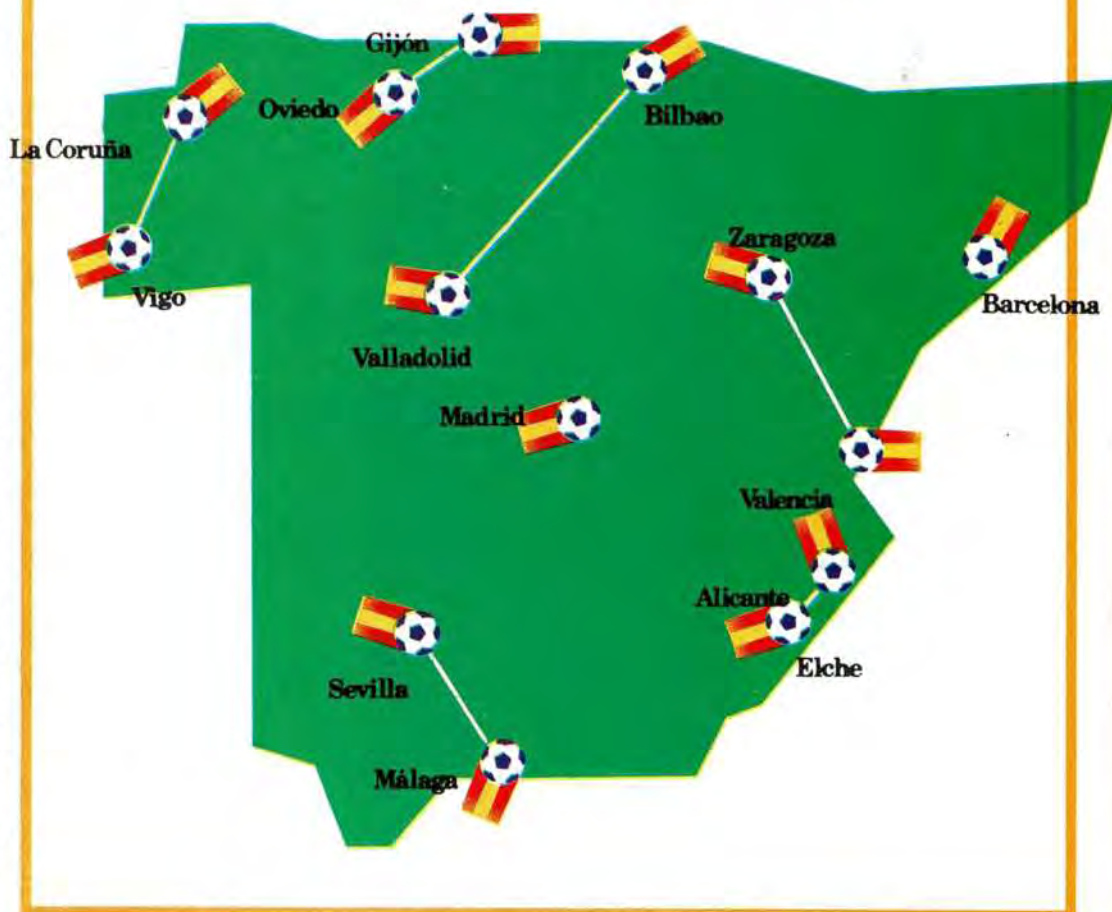 Gijón
Oviedo
Bilbao
La Coruña
Zaragoza
Vigo
Barcelona
Valladolid
Madrid
Valencia
Alicante
Elche
Sevilla
Málaga